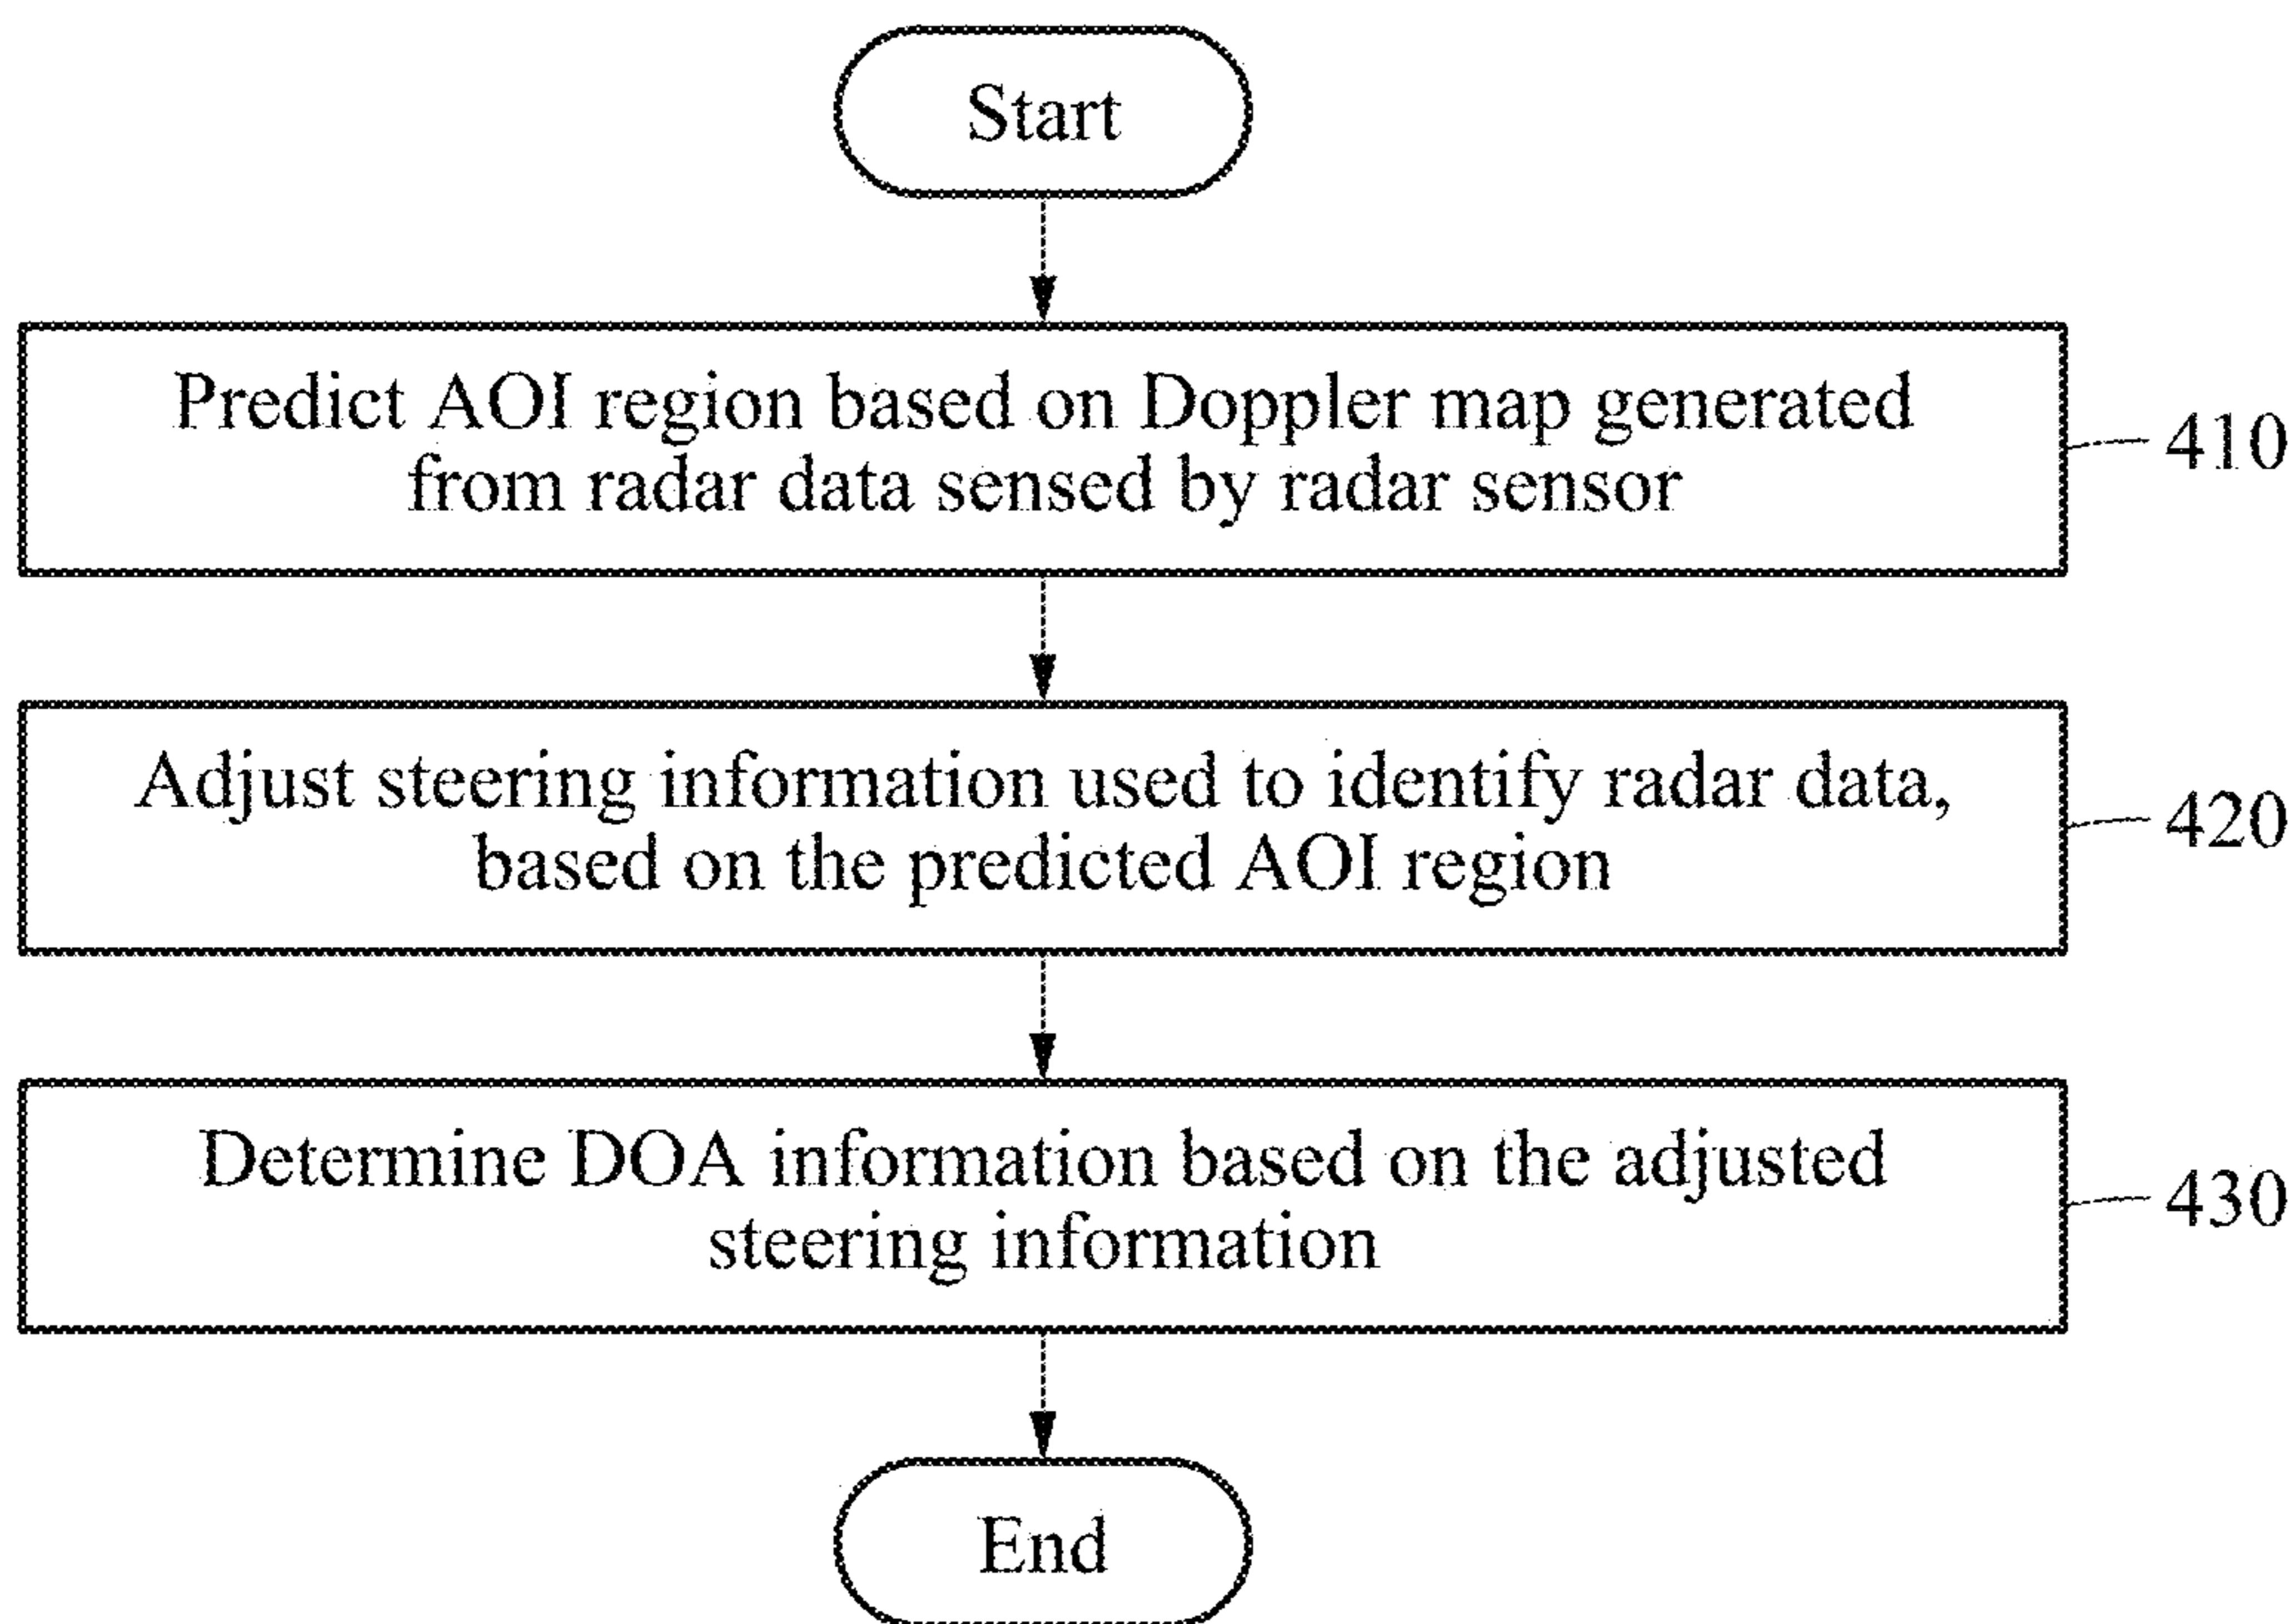 Start
Predict AOI region based on Doppler map generated
from radar data sensed by radar sensor
410
Adjust steering information used to identify radar data,
based on the predicted AOI region
420
Determine DOA information based on the adjusted
steering information
430
End